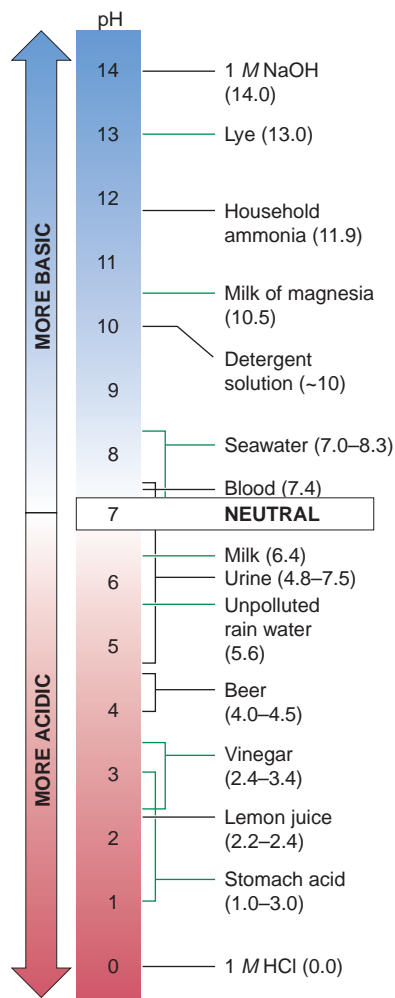 pH
14
1 M NaOH
(14.0)
13
Lye (13.0)
12
Household
ammonia (11.9)
11
Milk of magnesia
(10.5)
10
Detergent
solution (~10)
9
8
Seawater (7.0–8.3)
Blood (7.4)
7
NEUTRAL
Milk (6.4)
6
Urine (4.8–7.5)
Unpolluted
rain water
(5.6)
5
Beer
(4.0–4.5)
4
Vinegar
(2.4–3.4)
3
Lemon juice
(2.2–2.4)
2
Stomach acid
(1.0–3.0)
1
0
1 M HCl (0.0)
MORE BASIC
MORE ACIDIC